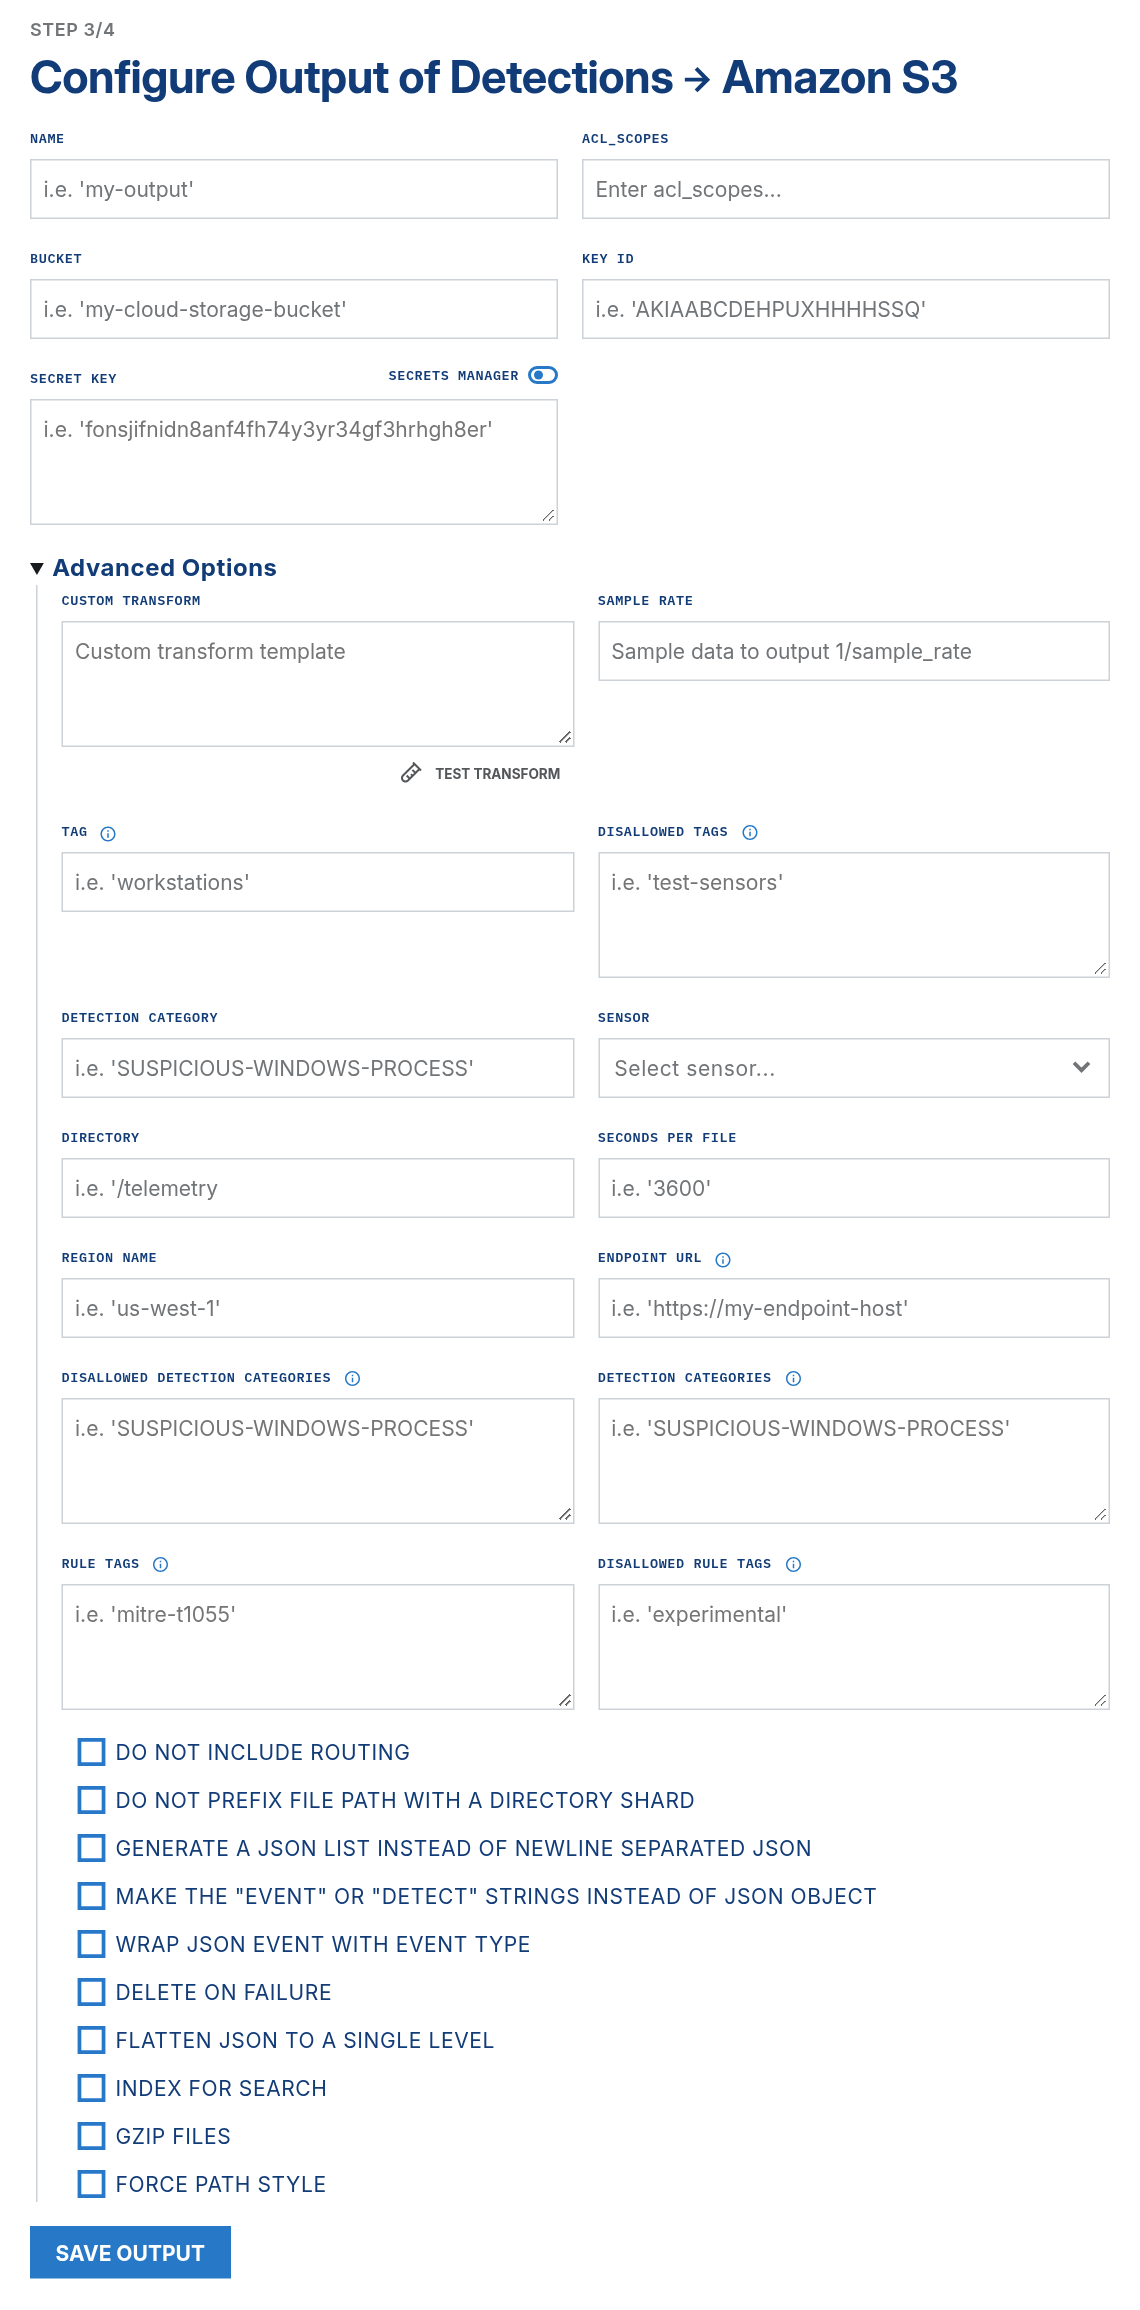 STEP 3/4
Configure Output of Detections → Amazon S3
NAME
ACL_SCOPES
i.e. 'my-output'
Enter acl_scopes...
BUCKET
KEY ID
i.e. 'my-cloud-storage-bucket'
i.e. 'AKIAABCDEHPUXHHHHSSQ'
SECRET KEY
SECRETS MANAGER
i.e. 'fonsjifnidn8anf4fh74y3yr34gf3hrhgh8er'
Advanced Options
CUSTOM TRANSFORM
SAMPLE RATE
Custom transform template
Sample data to output 1/sample_rate
TEST TRANSFORM
TAG
DISALLOWED TAGS
i.e. 'workstations'
i.e. 'test-sensors'
DETECTION CATEGORY
SENSOR
i.e. 'SUSPICIOUS-WINDOWS-PROCESS'
Select sensor...
DIRECTORY
SECONDS PER FILE
i.e. '/telemetry
i.e. '3600'
REGION NAME
ENDPOINT URL
i.e. 'us-west-1'
i.e. 'https://my-endpoint-host'
DISALLOWED DETECTION CATEGORIES
DETECTION CATEGORIES
i.e. 'SUSPICIOUS-WINDOWS-PROCESS'
i.e. 'SUSPICIOUS-WINDOWS-PROCESS'
RULE TAGS
DISALLOWED RULE TAGS
i.e. 'mitre-t1055'
i.e. 'experimental'
DO NOT INCLUDE ROUTING
DO NOT PREFIX FILE PATH WITH A DIRECTORY SHARD
GENERATE A JSON LIST INSTEAD OF NEWLINE SEPARATED JSON
MAKE THE "EVENT" OR "DETECT" STRINGS INSTEAD OF JSON OBJECT
WRAP JSON EVENT WITH EVENT TYPE
DELETE ON FAILURE
FLATTEN JSON TO A SINGLE LEVEL
INDEX FOR SEARCH
GZIP FILES
FORCE PATH STYLE
SAVE OUTPUT